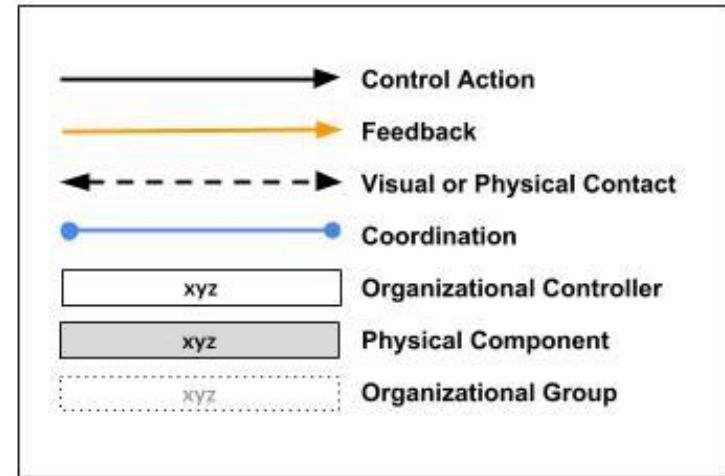 Control Action
Feedback
Visual or Physical Contact
Coordination
xyz Organizational Controller
xyz Physical Component
xyz Organizational Group